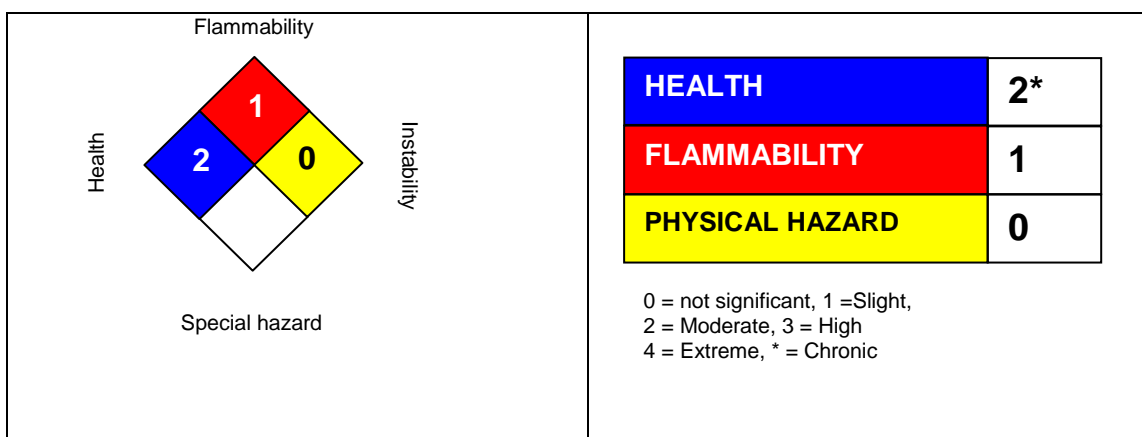 Flammability
1
Health
2
0
Instability
Special hazard
HEALTH 2*
FLAMMABILITY 1
PHYSICAL HAZARD 0
0 = not significant, 1 =Slight,
2 = Moderate, 3 = High
4 = Extreme, * = Chronic